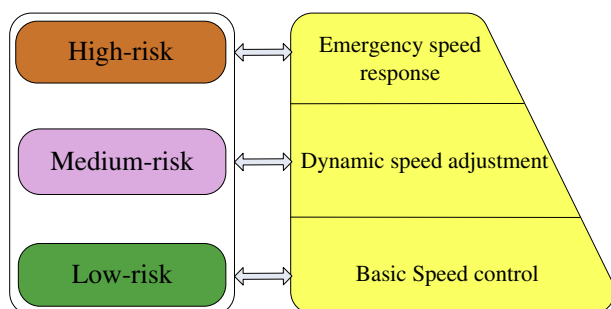 High-risk
Emergency speed
response
Medium-risk
Dynamic speed adjustment
Low-risk
Basic Speed control